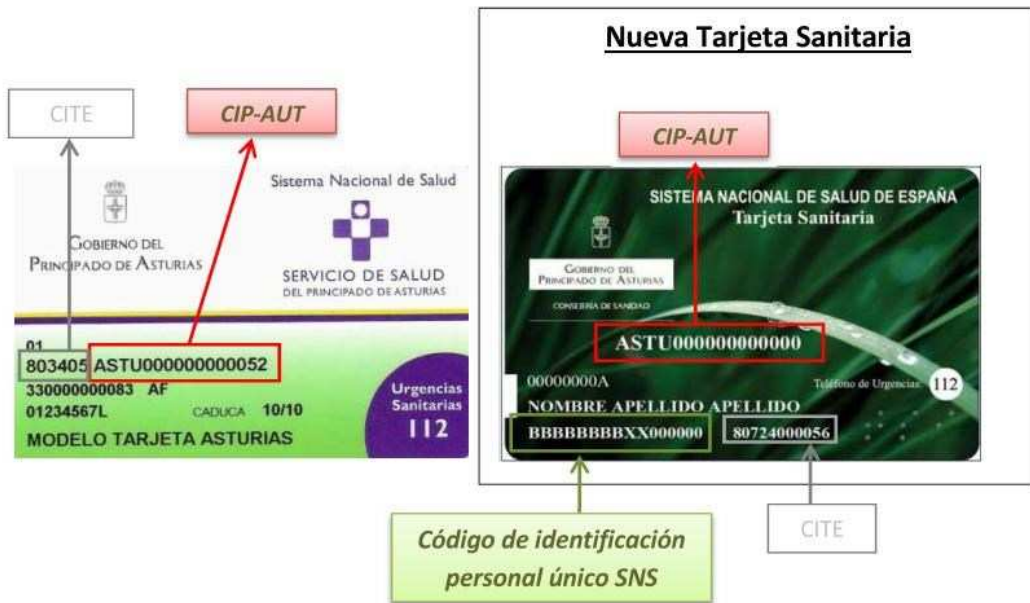 Nueva Tarjeta Sanitaria
CITE
CIP-AUT
CIP-AUT
Sistema Nacional de Salud
GOBIERNO DEL
PRINCIPADO DE ASTURIAS
SERVICIO DE SALUD
DEL PRINCIPADO DE ASTURIAS
01
803405 ASTU000000000052
330000000083 AF
01234567L CADUCA 10/10
MODELO TARJETA ASTURIAS
Urgencias
Sanitarias
112
SISTEMA NACIONAL DE SALUD DE ESPAÑA
Tarjeta Sanitaria
GOBIERNO DEL
PRINCIPADO DE ASTURIAS
CONSEJERÍA DE SANIDAD
ASTU000000000000
00000000A
Teléfono de Urgencias: 112
NOMBRE APELLIDO APELLIDO
BBBBBBBBXX000000 80724000056
Código de identificación
personal único SNS
CITE